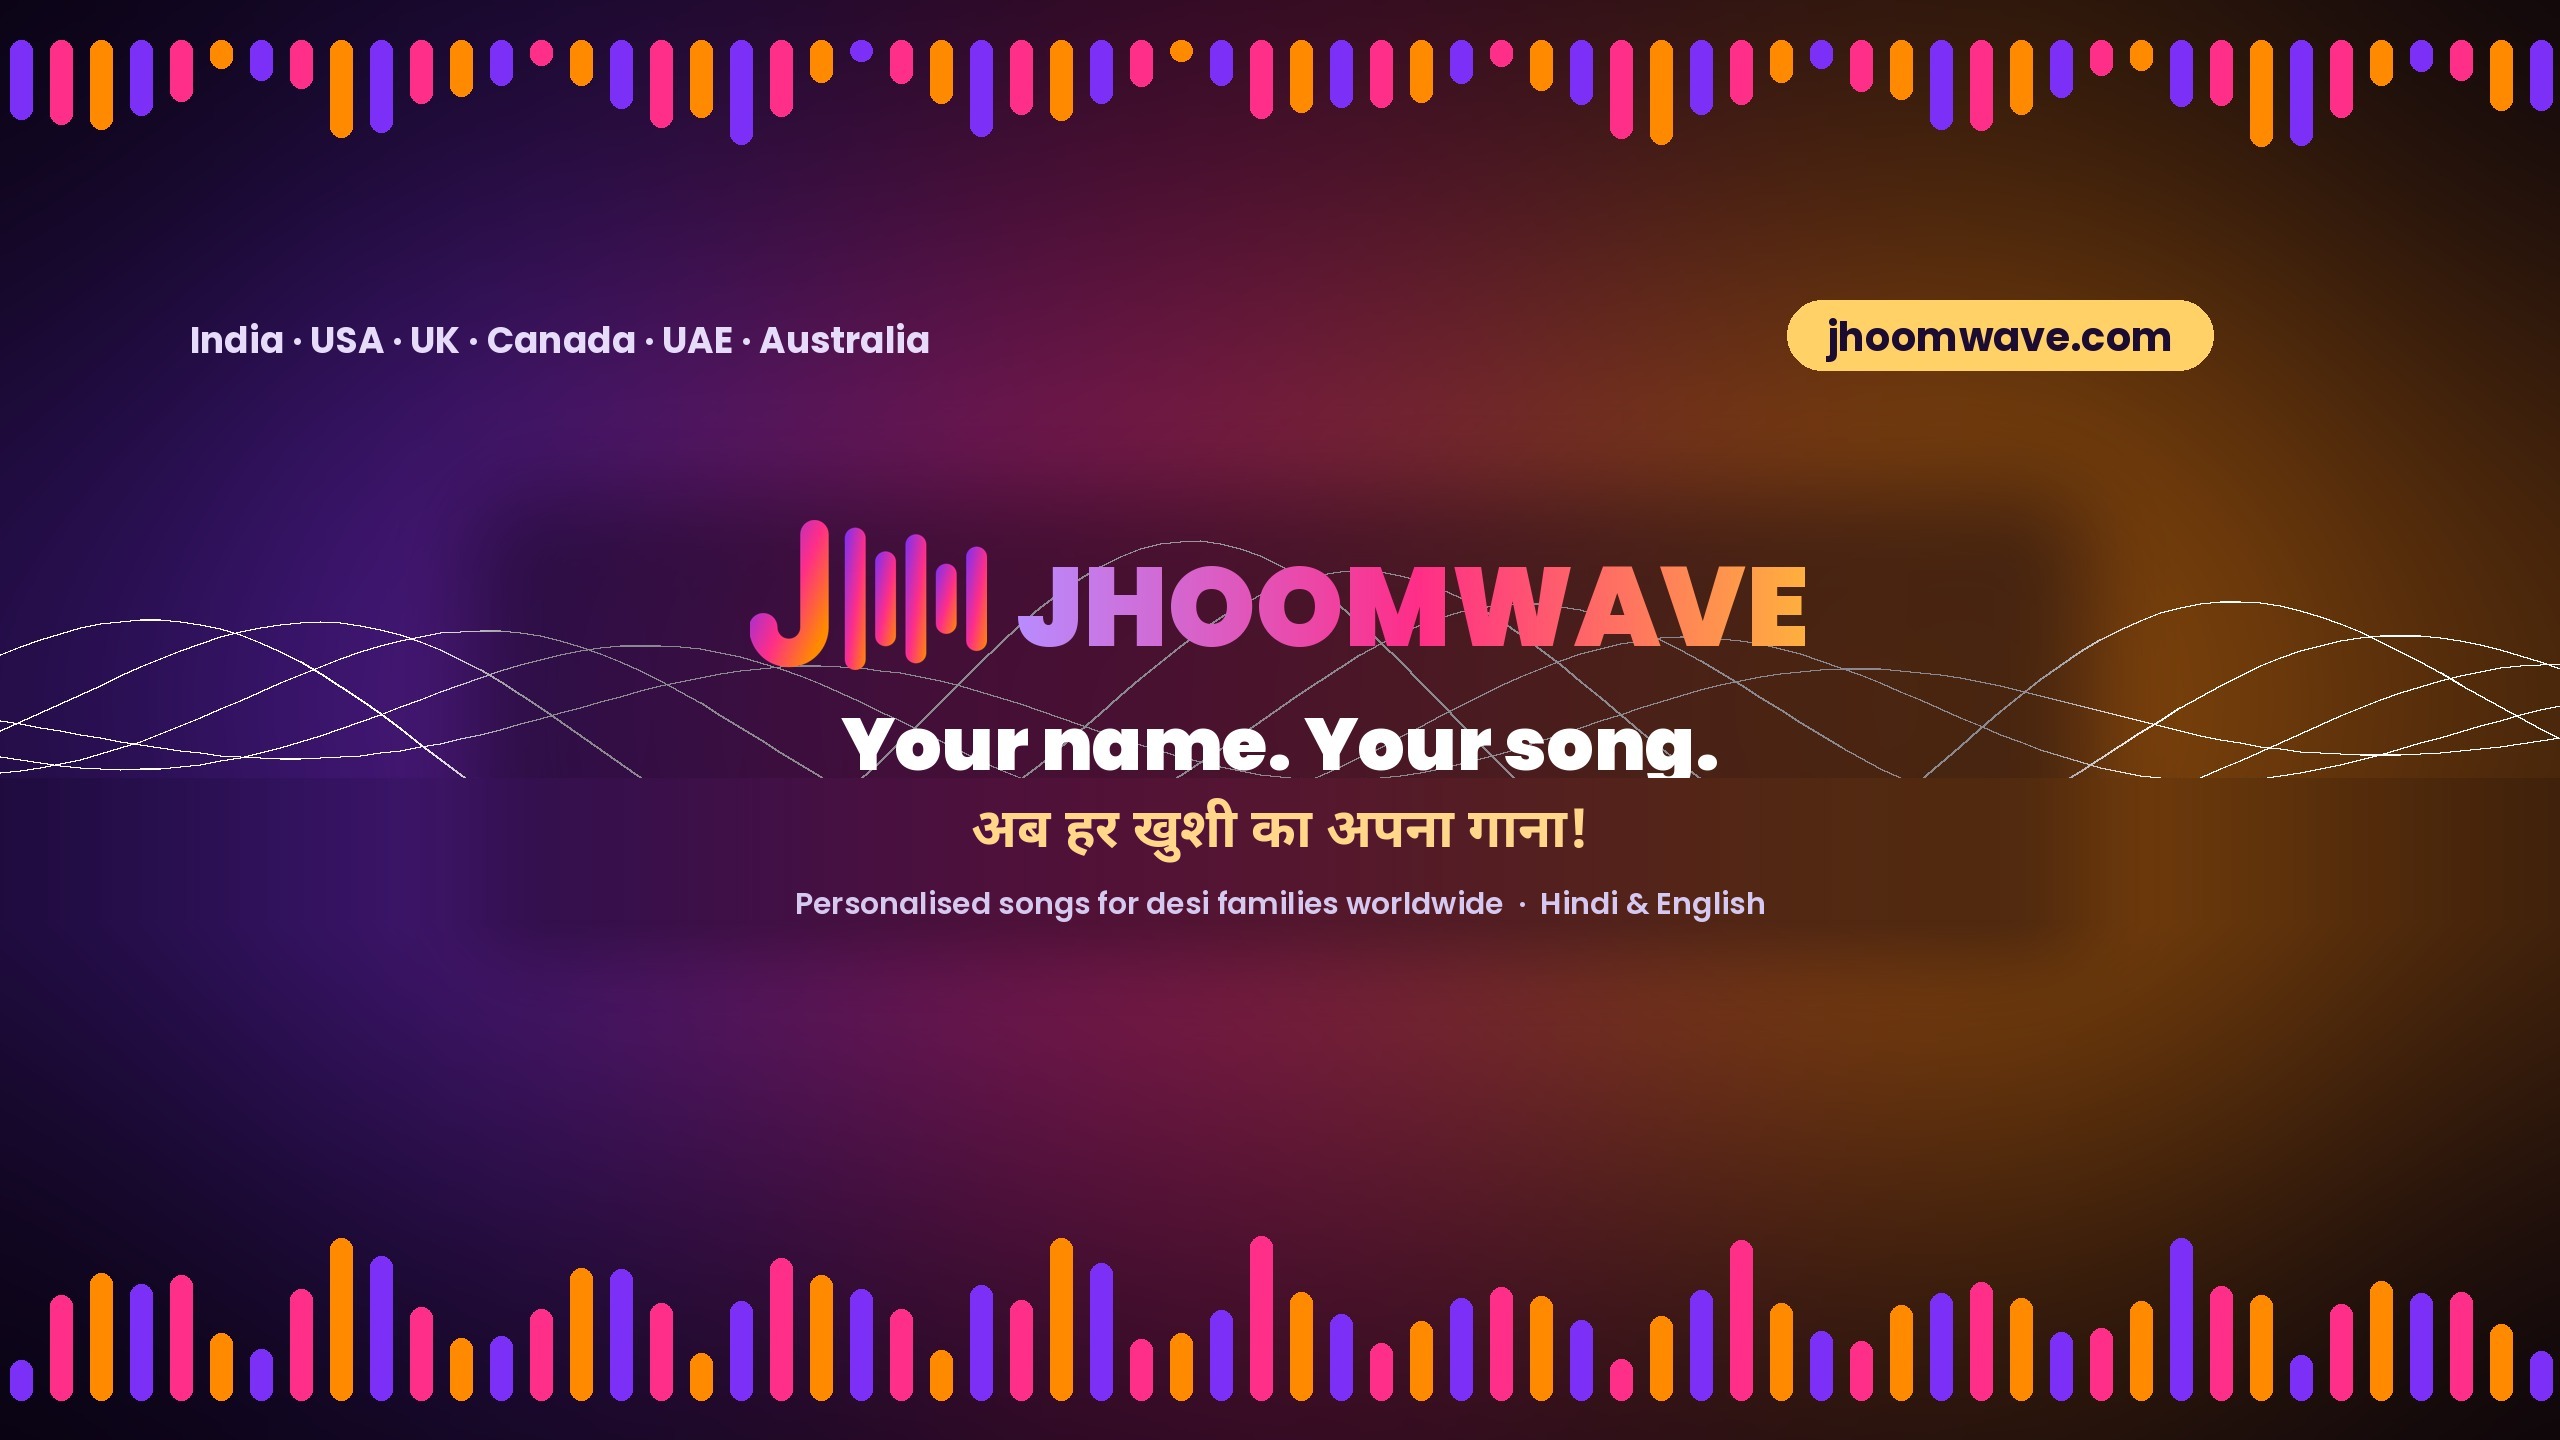 India · USA · UK · Canada · UAE · Australia
jhoomwave.com
JHOOMWAVE
Your name. Your song.
अब हर खुशी का अपना गाना!
Personalised songs for desi families worldwide · Hindi & English